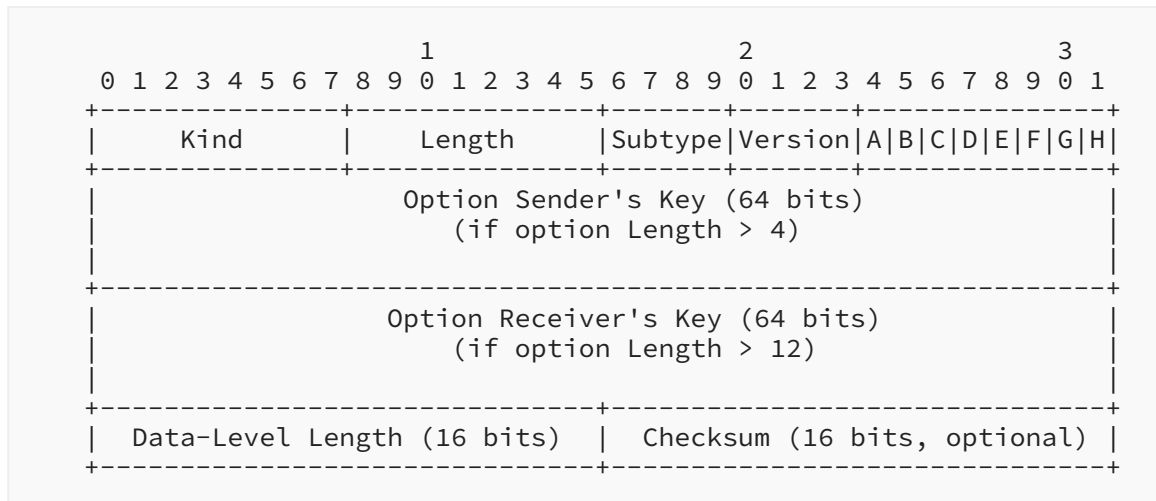 1                   2                   3
 0 1 2 3 4 5 6 7 8 9 0 1 2 3 4 5 6 7 8 9 0 1 2 3 4 5 6 7 8 9 0 1
+---------------+---------------+-------+-------+---------------+
|     Kind      |    Length     |Subtype|Version|A|B|C|D|E|F|G|H|
+---------------+---------------+-------+-------+---------------+
|                   Option Sender's Key (64 bits)               |
|                      (if option Length > 4)                   |
|                                                               |
+---------------------------------------------------------------+
|                  Option Receiver's Key (64 bits)              |
|                      (if option Length > 12)                  |
|                                                               |
+-------------------------------+-------------------------------+
|  Data-Level Length (16 bits)  |  Checksum (16 bits, optional) |
+-------------------------------+-------------------------------+